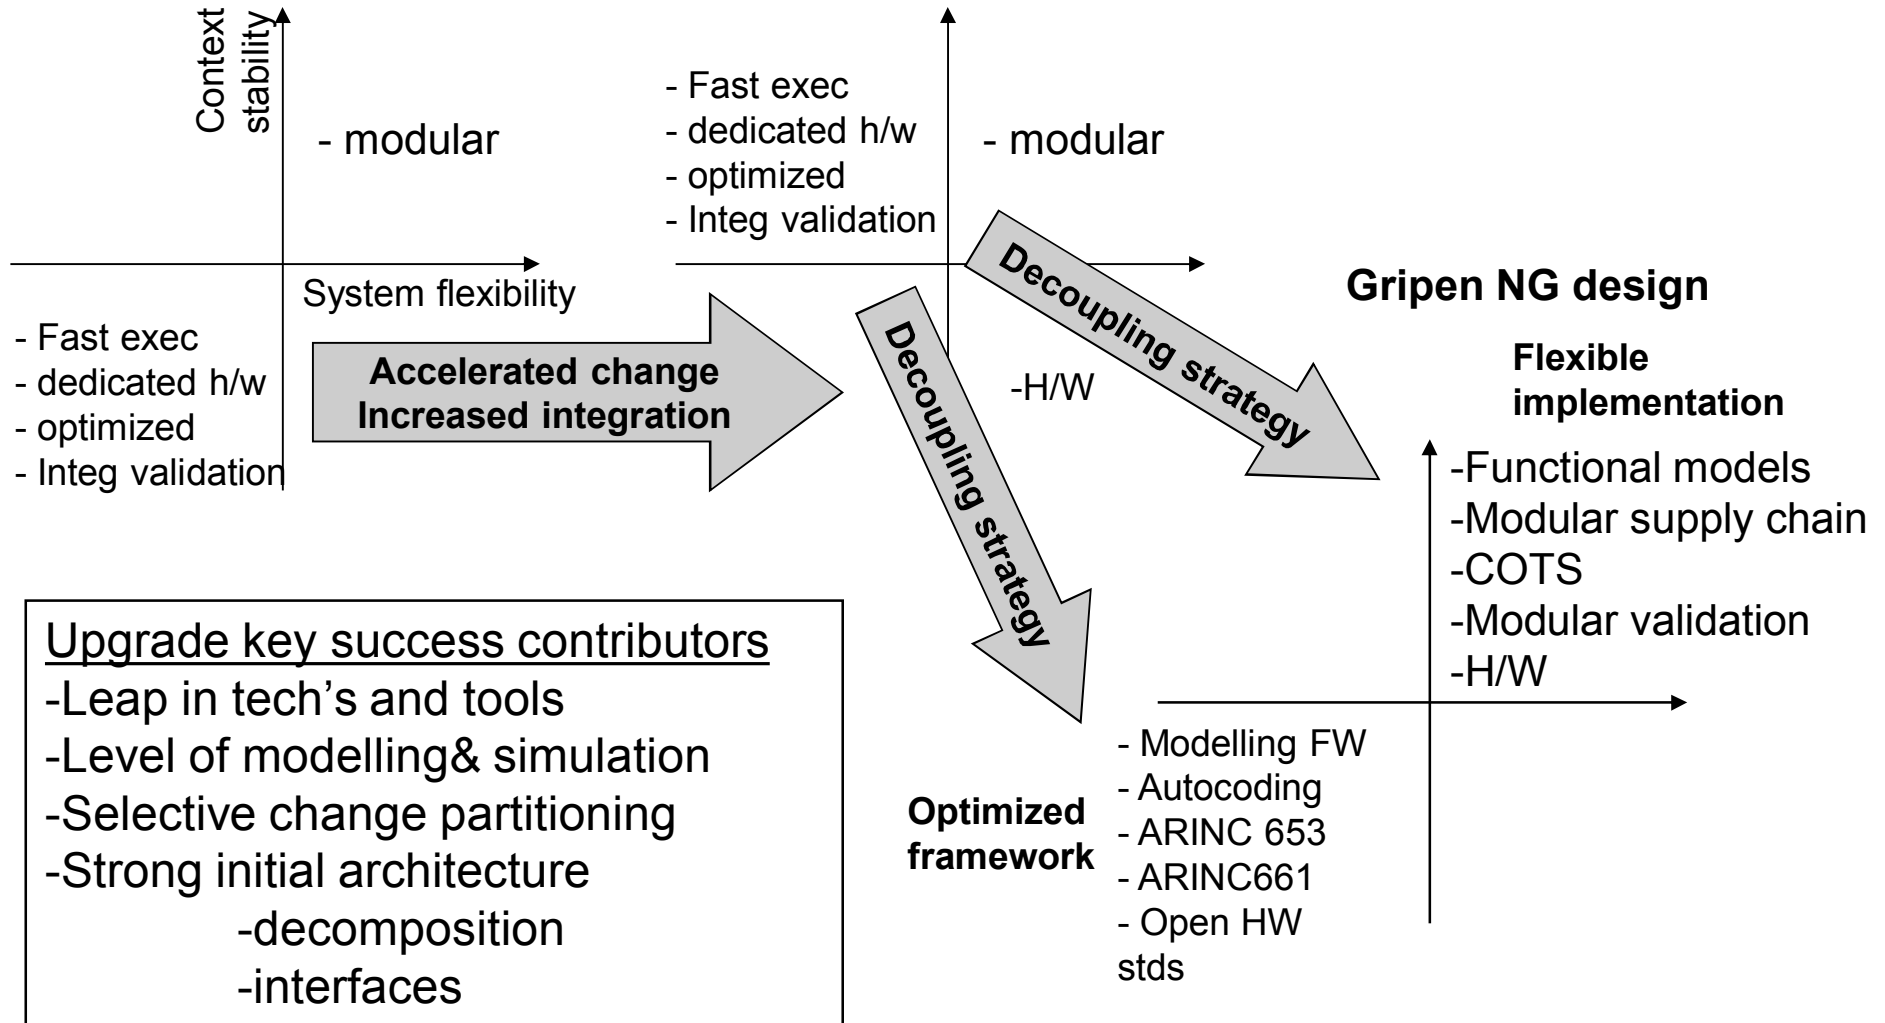 Context
stability
- modular
System flexibility
- Fast exec
- dedicated h/w
- optimized
- Integ validation
Accelerated change
Increased integration
- Fast exec
- dedicated h/w
- optimized
- Integ validation
- modular
-H/W
Decoupling strategy
Decoupling strategy
Gripen NG design
Flexible
implementation
-Functional models
-Modular supply chain
-COTS
-Modular validation
-H/W
Optimized
framework
- Modelling FW
- Autocoding
- ARINC 653
- ARINC661
- Open HW
stds
Upgrade key success contributors
-Leap in tech’s and tools
-Level of modelling& simulation
-Selective change partitioning
-Strong initial architecture
-decomposition
-interfaces